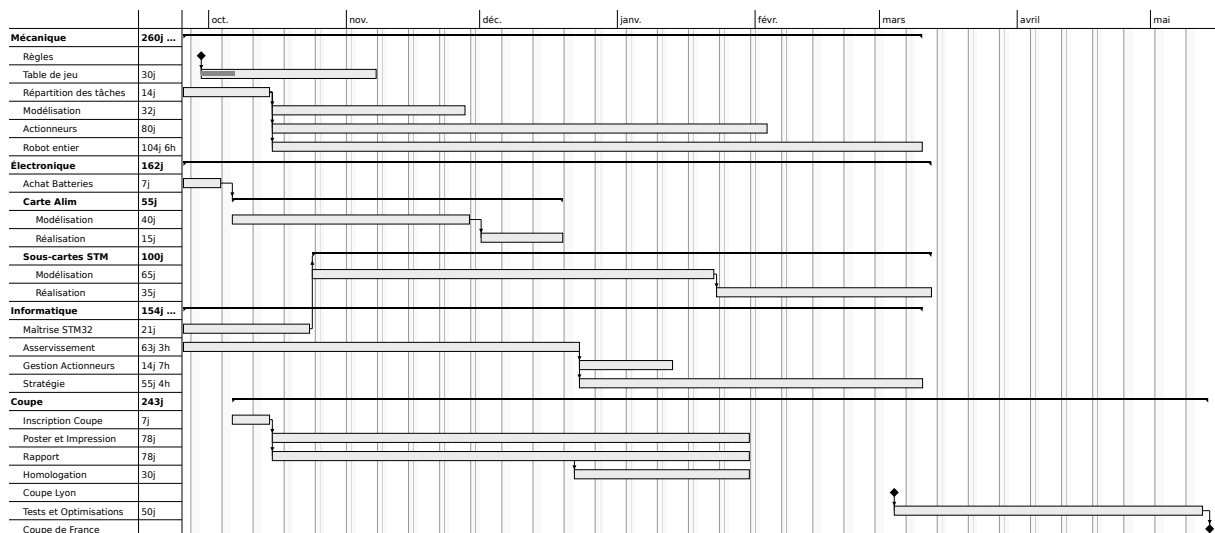 oct. nov. déc. janv. févr. mars avril mai
Mécanique 260j ...
Règles
Table de jeu 30j
Répartition des tâches 14j
Modélisation 32j
Actionneurs 80j
Robot entier 104j 6h
Électronique 162j
Achat Batteries 7j
Carte Alim 55j
Modélisation 40j
Réalisation 15j
Sous-cartes STM 100j
Modélisation 65j
Réalisation 35j
Informatique 154j ...
Maîtrise STM32 21j
Asservissement 63j 3h
Gestion Actionneurs 14j 7h
Stratégie 55j 4h
Coupe 243j
Inscription Coupe 7j
Poster et Impression 78j
Rapport 78j
Homologation 30j
Coupe Lyon
Tests et Optimisations 50j
Coupe de France